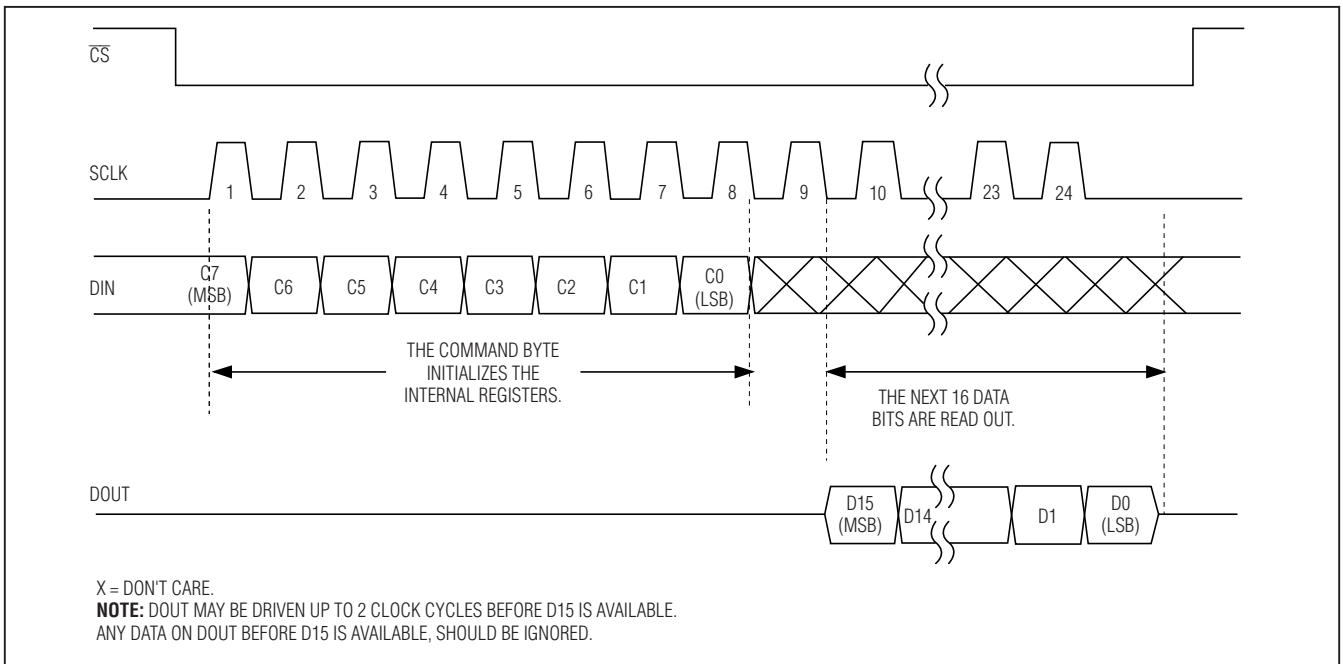 CS
SCLK
1 2 3 4 5 6 7 8 9 10 23 24
DIN
C7
(MSB)
C6 C5 C4 C3 C2 C1
C0
(LSB)
THE COMMAND BYTE
INITIALIZES THE
INTERNAL REGISTERS.
THE NEXT 16 DATA
BITS ARE READ OUT.
DOUT
D15
(MSB)
D14
D1
D0
(LSB)
X = DON'T CARE.
NOTE: DOUT MAY BE DRIVEN UP TO 2 CLOCK CYCLES BEFORE D15 IS AVAILABLE.
ANY DATA ON DOUT BEFORE D15 IS AVAILABLE, SHOULD BE IGNORED.